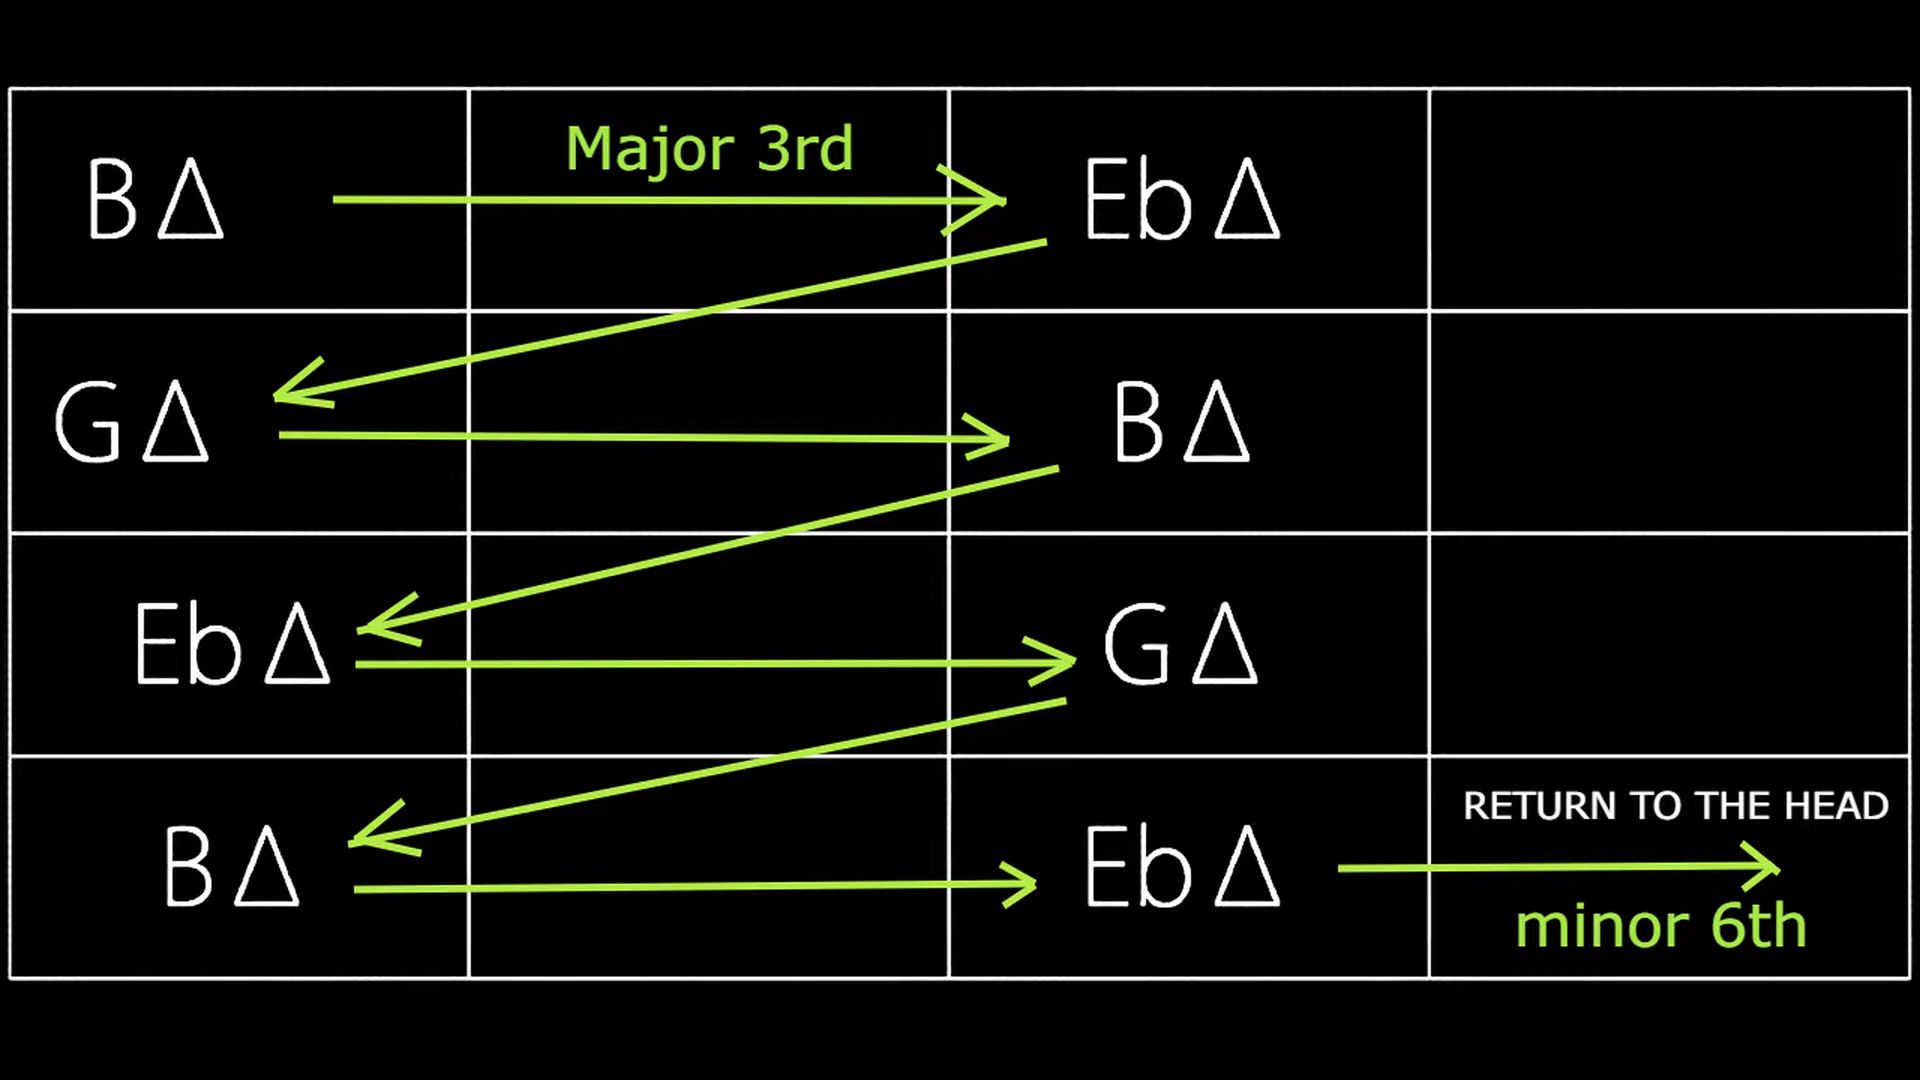 B Δ
Major 3rd
Eb Δ
G Δ
B Δ
Eb Δ
G Δ
B Δ
Eb Δ
RETURN TO THE HEAD
minor 6th